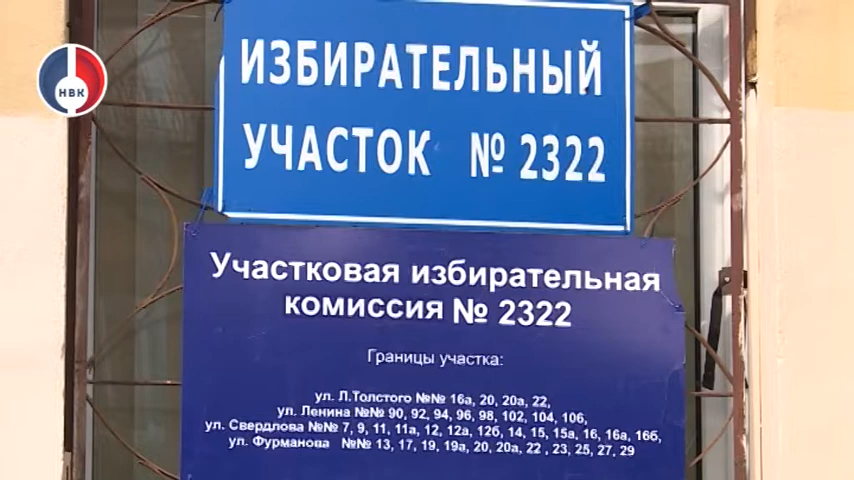 НВК
ИЗБИРАТЕЛЬНЫЙ
УЧАСТОК № 2322
Участковая избирательная
комиссия № 2322
Границы участка:
ул. Л.Толстого №№ 16а, 20, 20а, 22,
ул. Ленина №№ 90, 92, 94, 96, 98, 102, 104, 106,
ул. Свердлова №№ 7, 9, 11, 11а, 12, 12а, 12б, 14, 15, 15а, 16, 16а, 16б,
ул. Фурманова №№ 13, 17, 19, 19а, 20, 20а, 22 , 23, 25, 27, 29